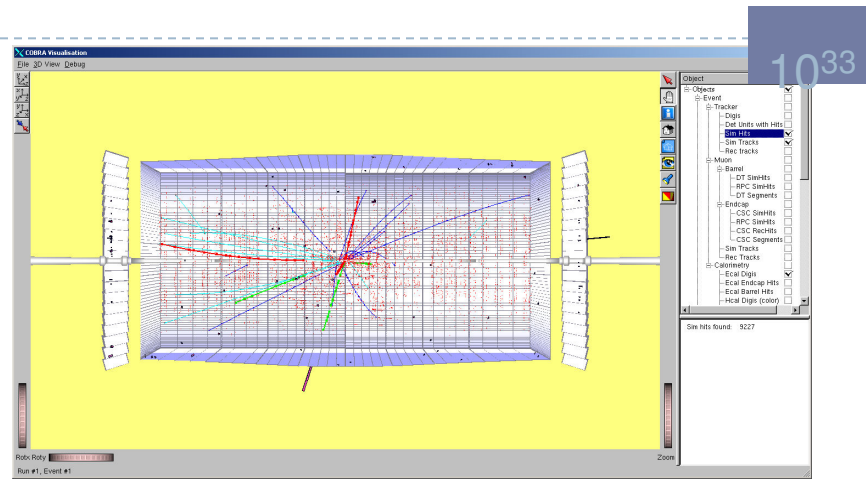 COBRA Visualisation
File 3D View Debug
10³³
Object
Objects
Event
Tracker
Digis
Det Units with Hits
Sim Hits
Sim Tracks
Rec tracks
Muon
Barrel
DT SimHits
RPC SimHits
DT Segments
Endcap
CSC SimHits
RPC SimHits
CSC RecHits
CSC Segments
Sim Tracks
Rec Tracks
Calorimetry
Ecal Digis
Ecal Endcap Hits
Ecal Barrel Hits
Hcal Digis (color)
Sim hits found: 9227
Rotx Roty
Zoom
Run #1, Event #1